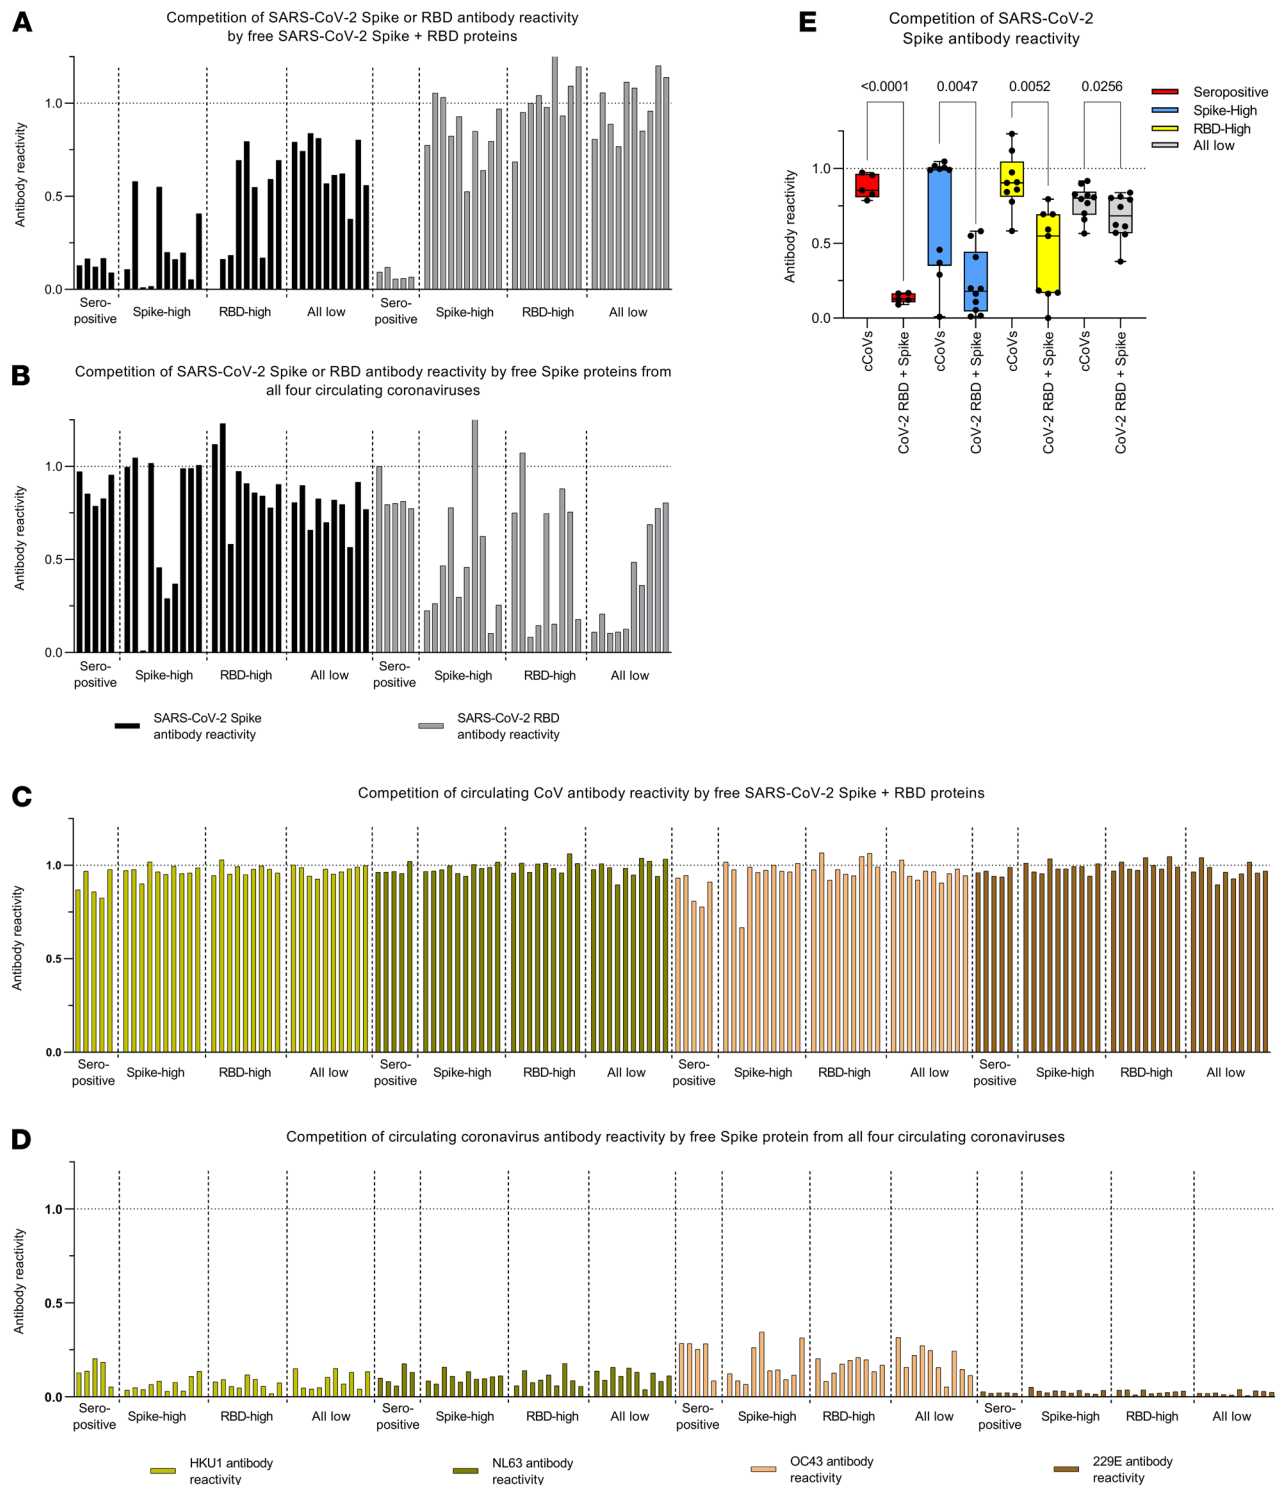 A
Competition of SARS-CoV-2 Spike or RBD antibody reactivity
by free SARS-CoV-2 Spike + RBD proteins
Antibody reactivity
1.0
0.5
0.0
Sero-
positive
Spike-high
RBD-high
All low
Sero-
positive
Spike-high
RBD-high
All low
E
Competition of SARS-CoV-2
Spike antibody reactivity
<0.0001
0.0047
0.0052
0.0256
Seropositive
Spike-High
RBD-High
All low
Antibody reactivity
1.0
0.5
0.0
cCoVs
CoV-2 RBD + Spike
cCoVs
CoV-2 RBD + Spike
cCoVs
CoV-2 RBD + Spike
cCoVs
CoV-2 RBD + Spike
B
Competition of SARS-CoV-2 Spike or RBD antibody reactivity by free Spike proteins from
all four circulating coronaviruses
Antibody reactivity
1.0
0.5
0.0
Sero-
positive
Spike-high
RBD-high
All low
Sero-
positive
Spike-high
RBD-high
All low
SARS-CoV-2 Spike
antibody reactivity
SARS-CoV-2 RBD
antibody reactivity
C
Competition of circulating CoV antibody reactivity by free SARS-CoV-2 Spike + RBD proteins
Antibody reactivity
1.0
0.5
0.0
Sero-
positive
Spike-high
RBD-high
All low
Sero-
positive
Spike-high
RBD-high
All low
Sero-
positive
Spike-high
RBD-high
All low
Sero-
positive
Spike-high
RBD-high
All low
D
Competition of circulating coronavirus antibody reactivity by free Spike protein from all four circulating coronaviruses
Antibody reactivity
1.0
0.5
0.0
Sero-
positive
Spike-high
RBD-high
All low
Sero-
positive
Spike-high
RBD-high
All low
Sero-
positive
Spike-high
RBD-high
All low
Sero-
positive
Spike-high
RBD-high
All low
HKU1 antibody
reactivity
NL63 antibody
reactivity
OC43 antibody
reactivity
229E antibody
reactivity